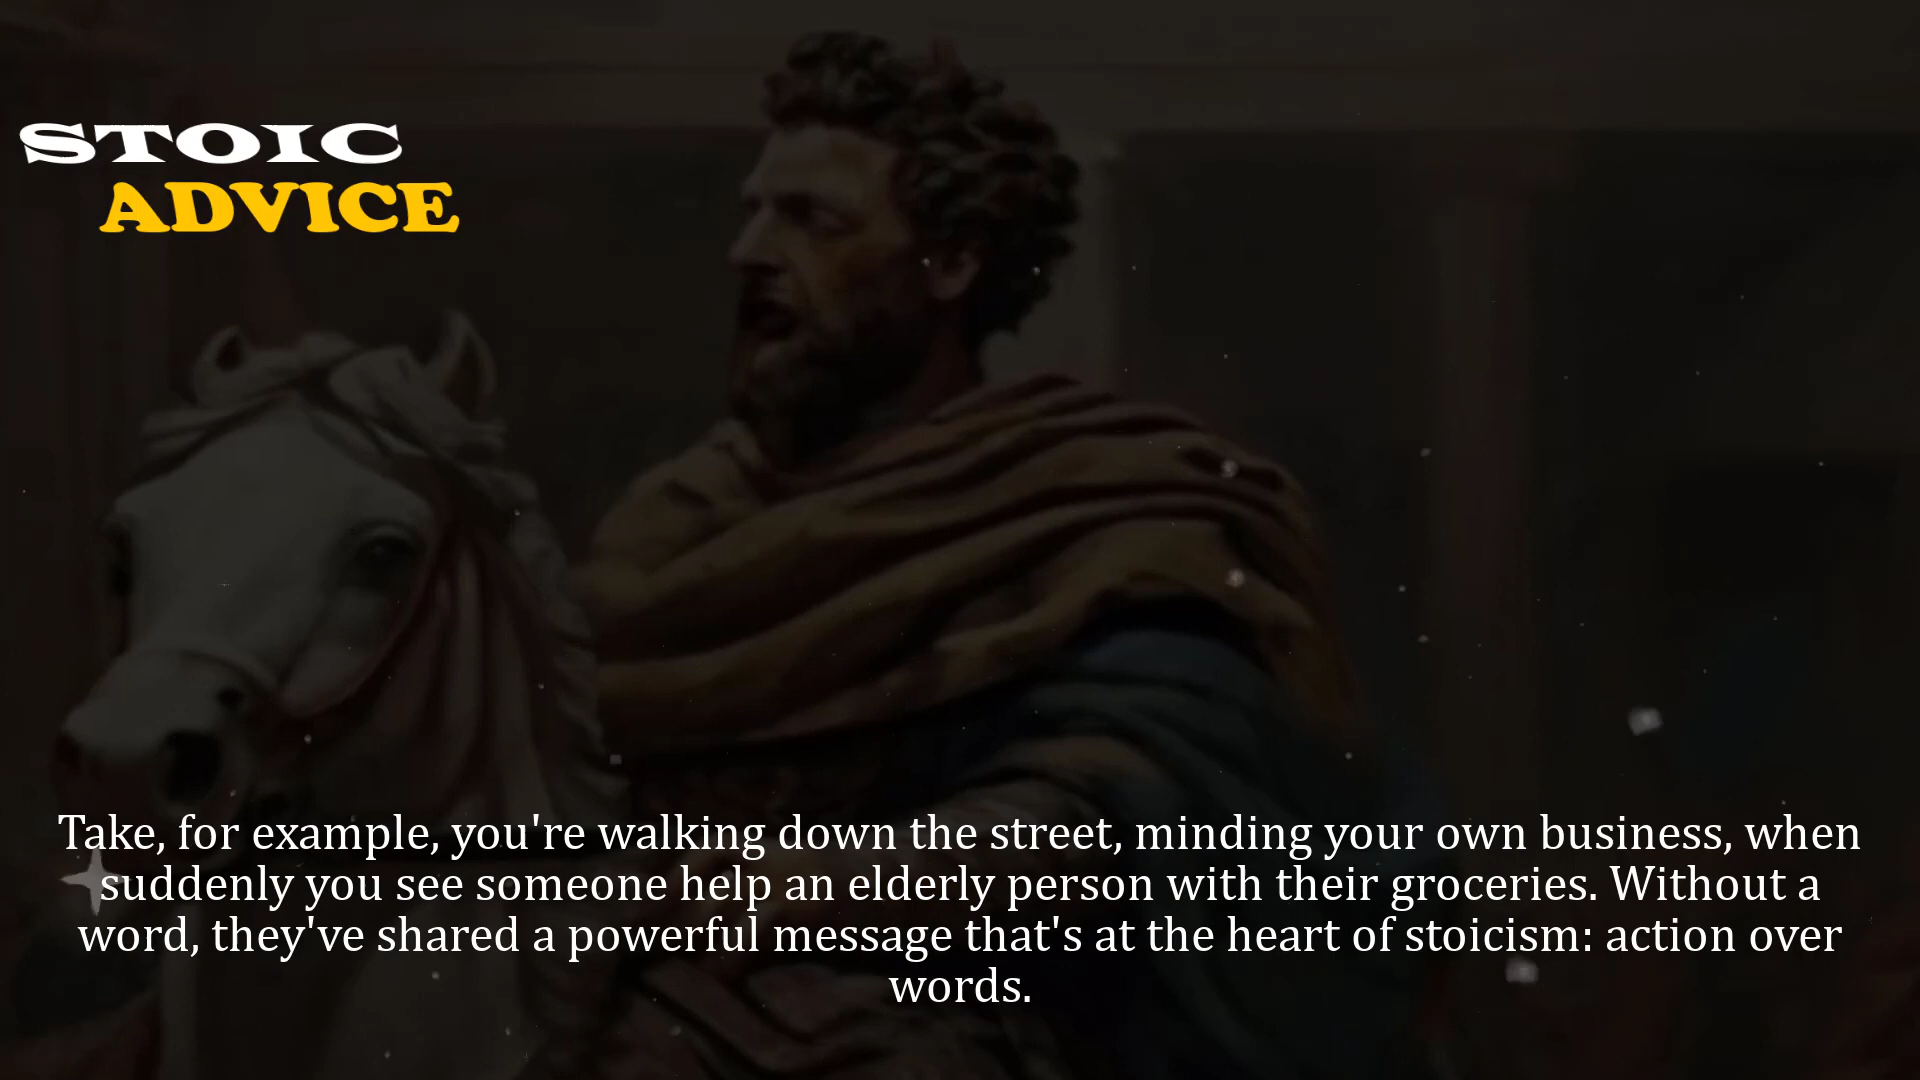 STOIC
ADVICE
Take, for example, you're walking down the street, minding your own business, when
suddenly you see someone help an elderly person with their groceries. Without a
word, they've shared a powerful message that's at the heart of stoicism: action over
words.